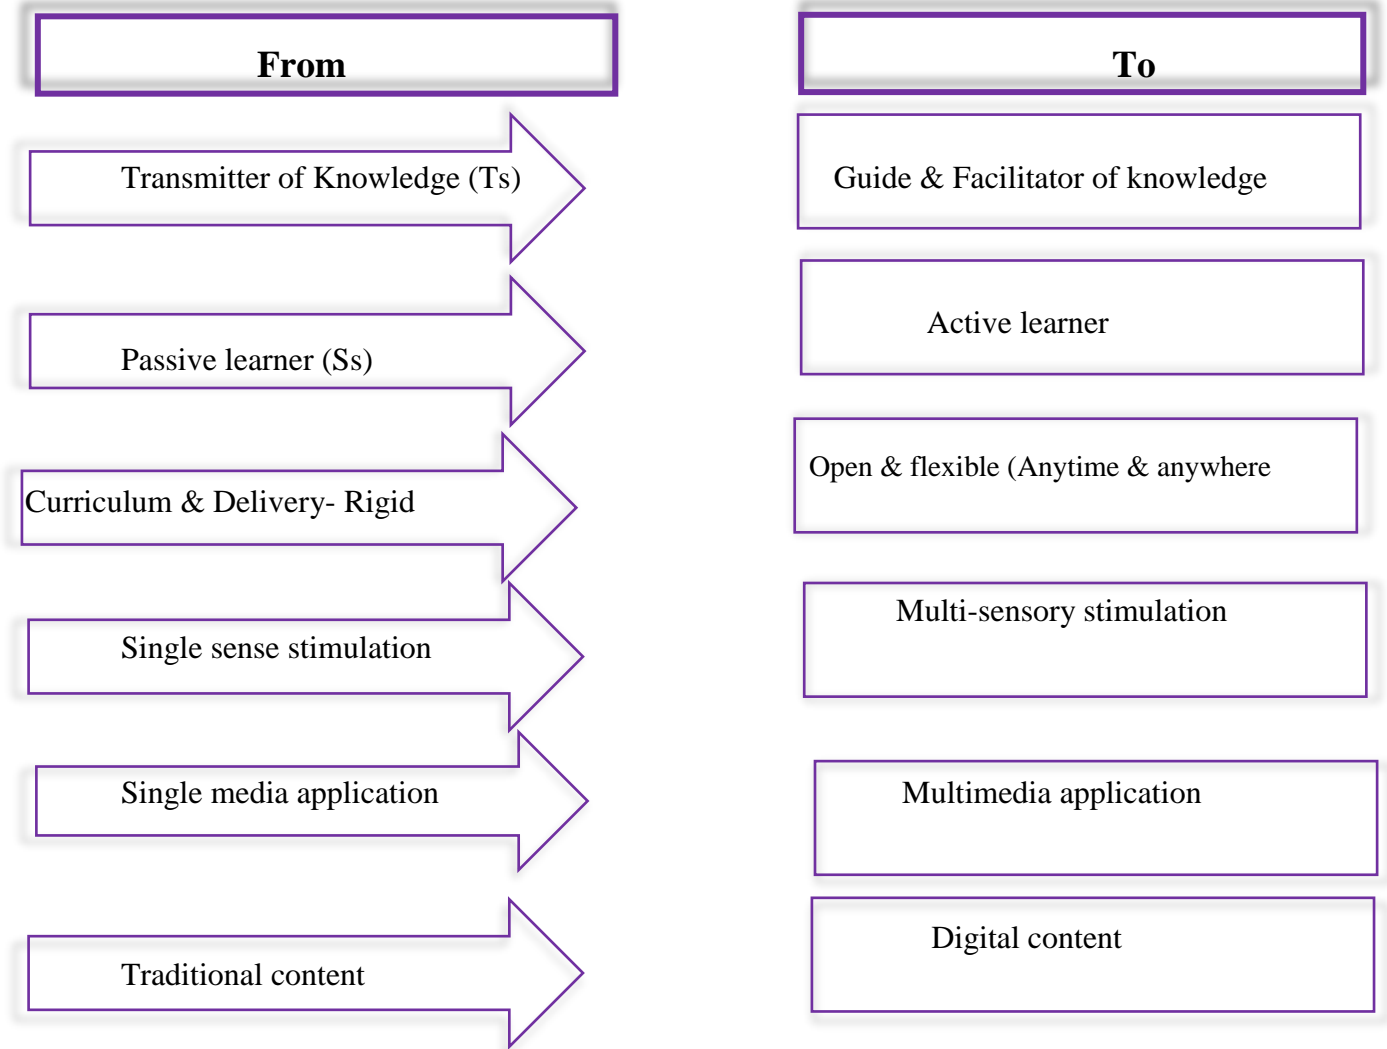 From
To
Transmitter of Knowledge (Ts)
Guide & Facilitator of knowledge
Passive learner (Ss)
Active learner
Curriculum & Delivery- Rigid
Open & flexible (Anytime & anywhere
Single sense stimulation
Multi-sensory stimulation
Single media application
Multimedia application
Traditional content
Digital content